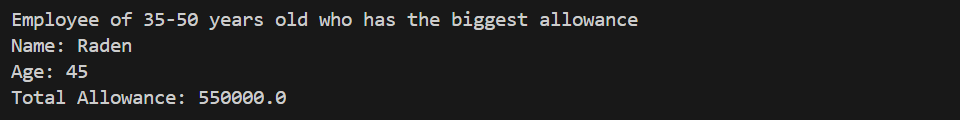 Employee of 35-50 years old who has the biggest allowance
Name: Raden
Age: 45
Total Allowance: 550000.0